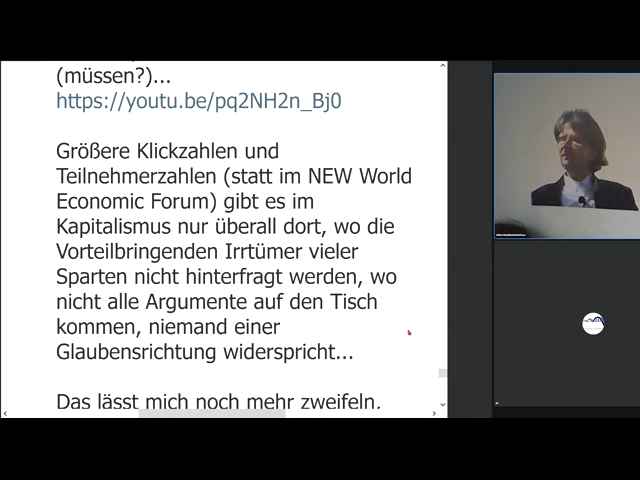 (müssen?)...
https://youtu.be/pq2NH2n_Bj0
Größere Klickzahlen und
Teilnehmerzahlen (statt im NEW World
Economic Forum) gibt es im
Kapitalismus nur überall dort, wo die
Vorteilbringenden Irrtümer vieler
Sparten nicht hinterfragt werden, wo
nicht alle Argumente auf den Tisch
kommen, niemand einer
Glaubensrichtung widerspricht...
Das lässt mich noch mehr zweifeln,